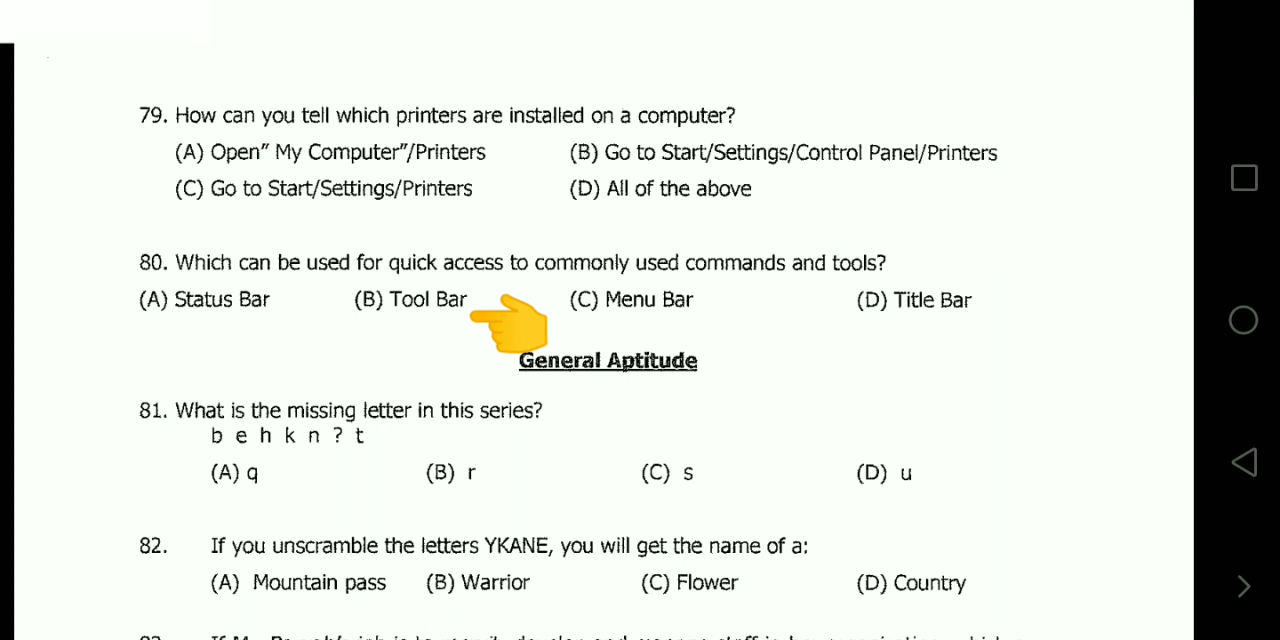 79. How can you tell which printers are installed on a computer?
(A) Open” My Computer”/Printers (B) Go to Start/Settings/Control Panel/Printers
(C) Go to Start/Settings/Printers (D) All of the above
80. Which can be used for quick access to commonly used commands and tools?
(A) Status Bar (B) Tool Bar (C) Menu Bar (D) Title Bar
General Aptitude
81. What is the missing letter in this series?
b e h k n ? t
(A) q (B) r (C) s (D) u
82. If you unscramble the letters YKANE, you will get the name of a:
(A) Mountain pass (B) Warrior (C) Flower (D) Country